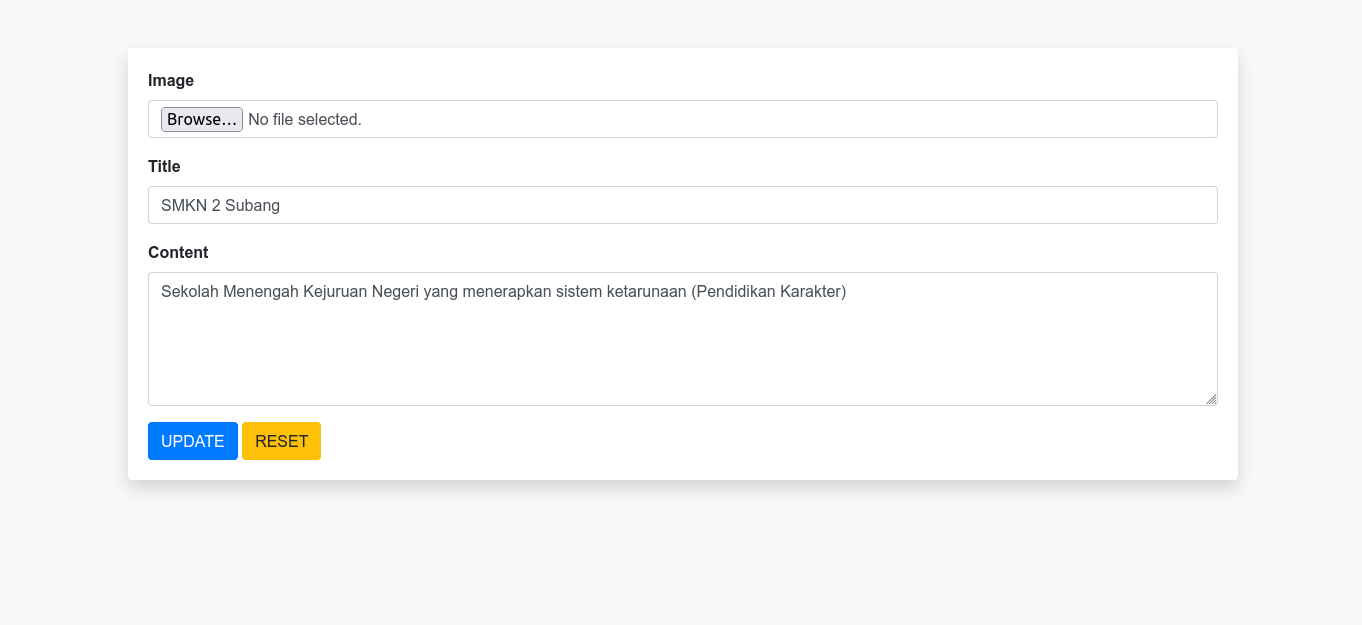 Image
Browse... No file selected.
Title
SMKN 2 Subang
Content
Sekolah Menengah Kejuruan Negeri yang menerapkan sistem ketarunaan (Pendidikan Karakter)
UPDATE RESET